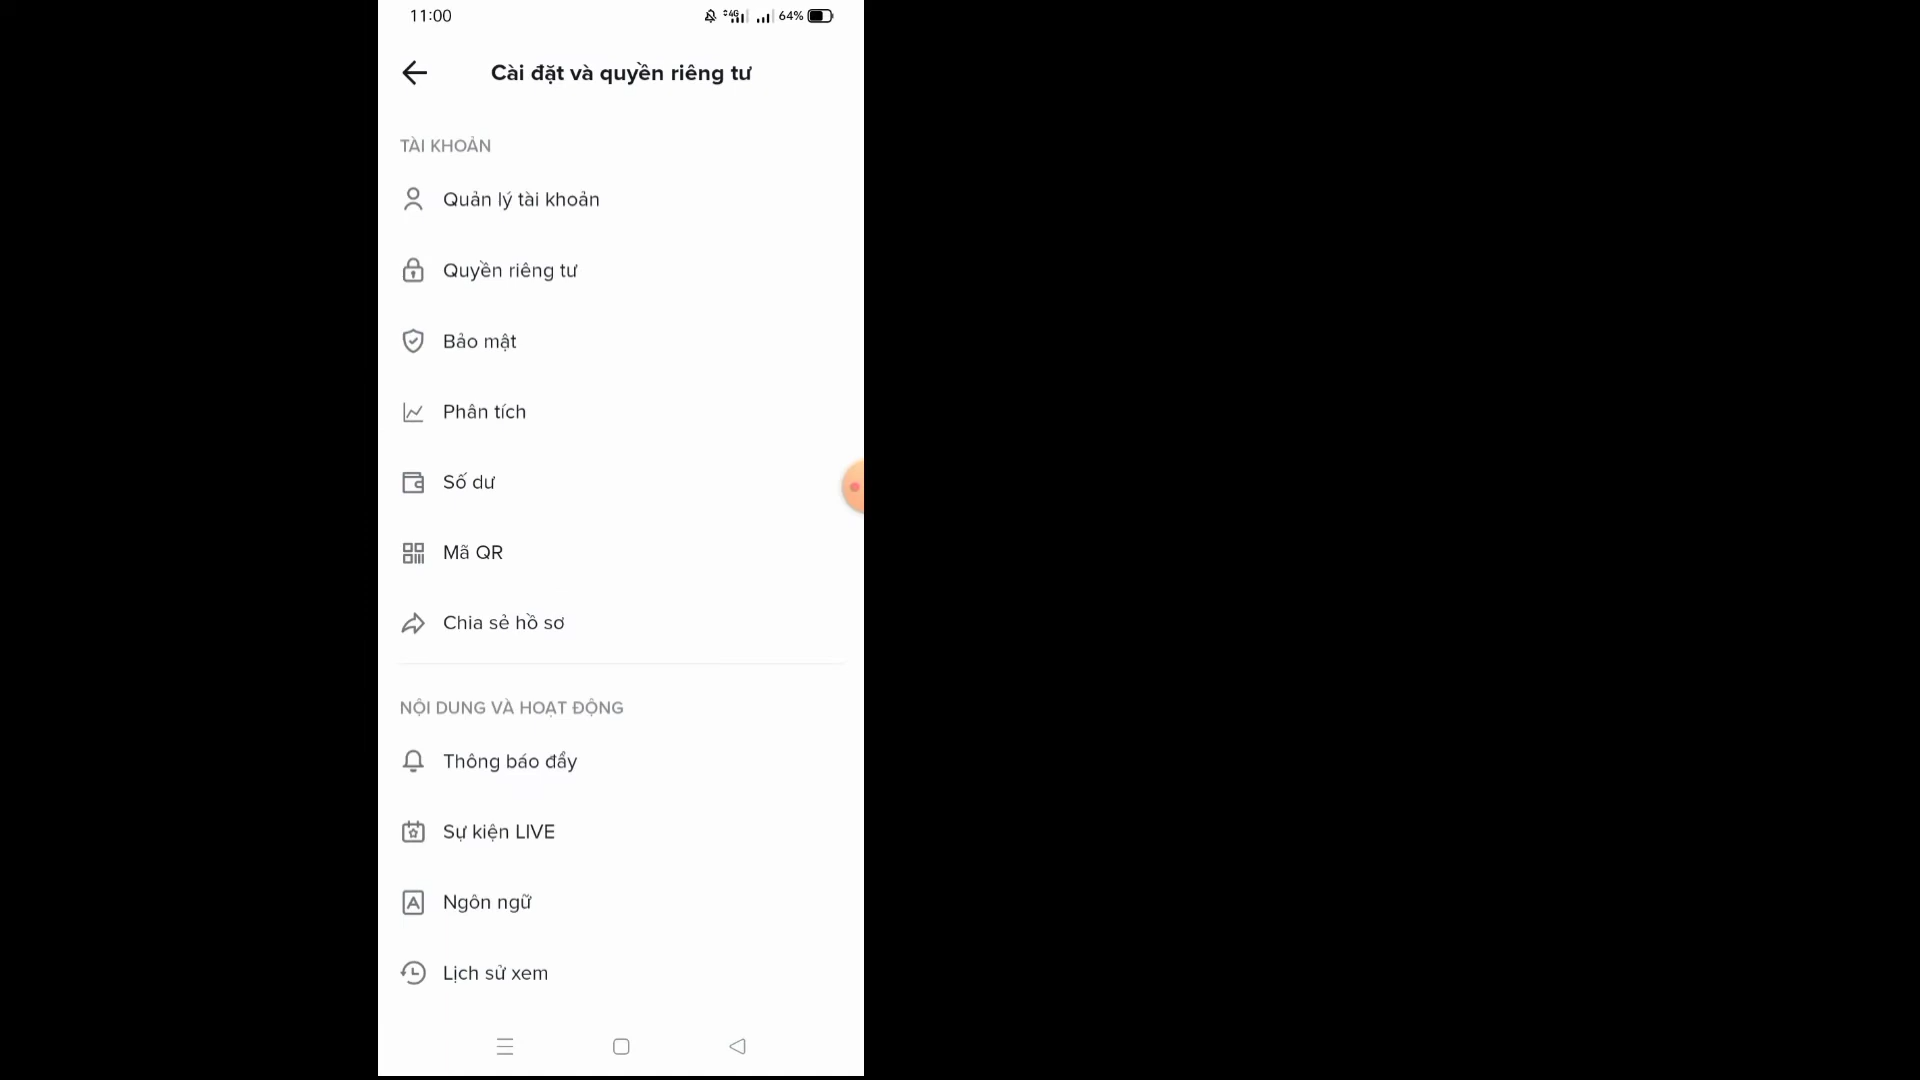 11:00
4G 64%
Cài đặt và quyền riêng tư
TÀI KHOẢN
Quản lý tài khoản
Quyền riêng tư
Bảo mật
Phân tích
Số dư
Mã QR
Chia sẻ hồ sơ
NỘI DUNG VÀ HOẠT ĐỘNG
Thông báo đẩy
Sự kiện LIVE
Ngôn ngữ
Lịch sử xem